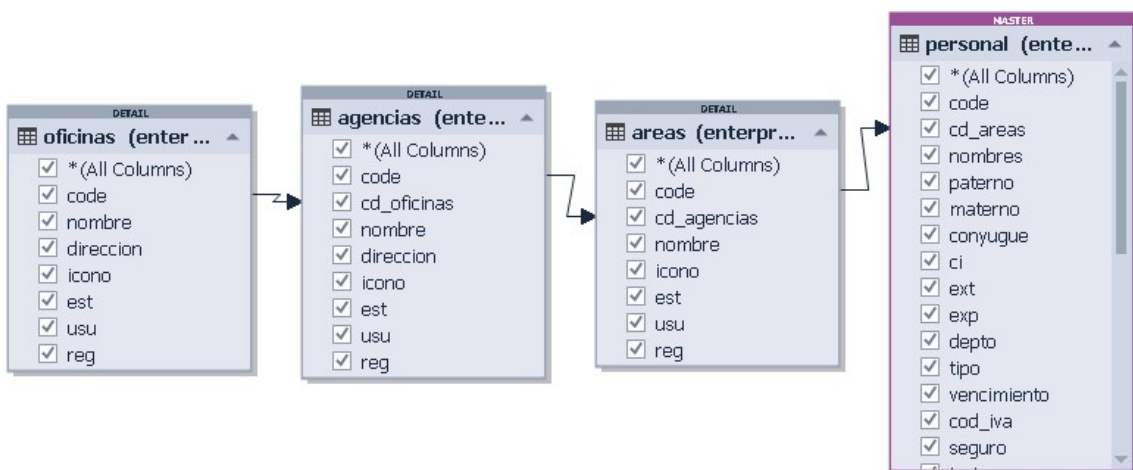 DETAIL
oficinas (enter...
*(All Columns)
code
nombre
direccion
icono
est
usu
reg
DETAIL
agencias (ente...
*(All Columns)
code
cd_oficinas
nombre
direccion
icono
est
usu
reg
DETAIL
areas (enterpr...
*(All Columns)
code
cd_agencias
nombre
icono
est
usu
reg
MASTER
personal (ente...
*(All Columns)
code
cd_areas
nombres
paterno
materno
conyugue
ci
ext
exp
depto
tipo
vencimiento
cod_iva
seguro